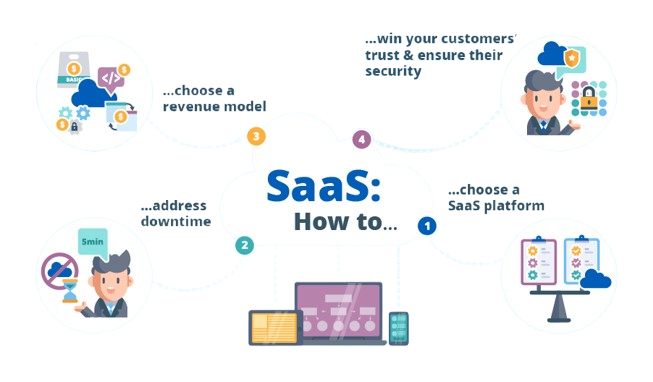 ...win your customers'
trust & ensure their
security
...choose a
revenue model
BASIC
$
$
</>
$
$
3
4
SaaS:
How to...
...choose a
SaaS platform
1
...address
downtime
2
5min